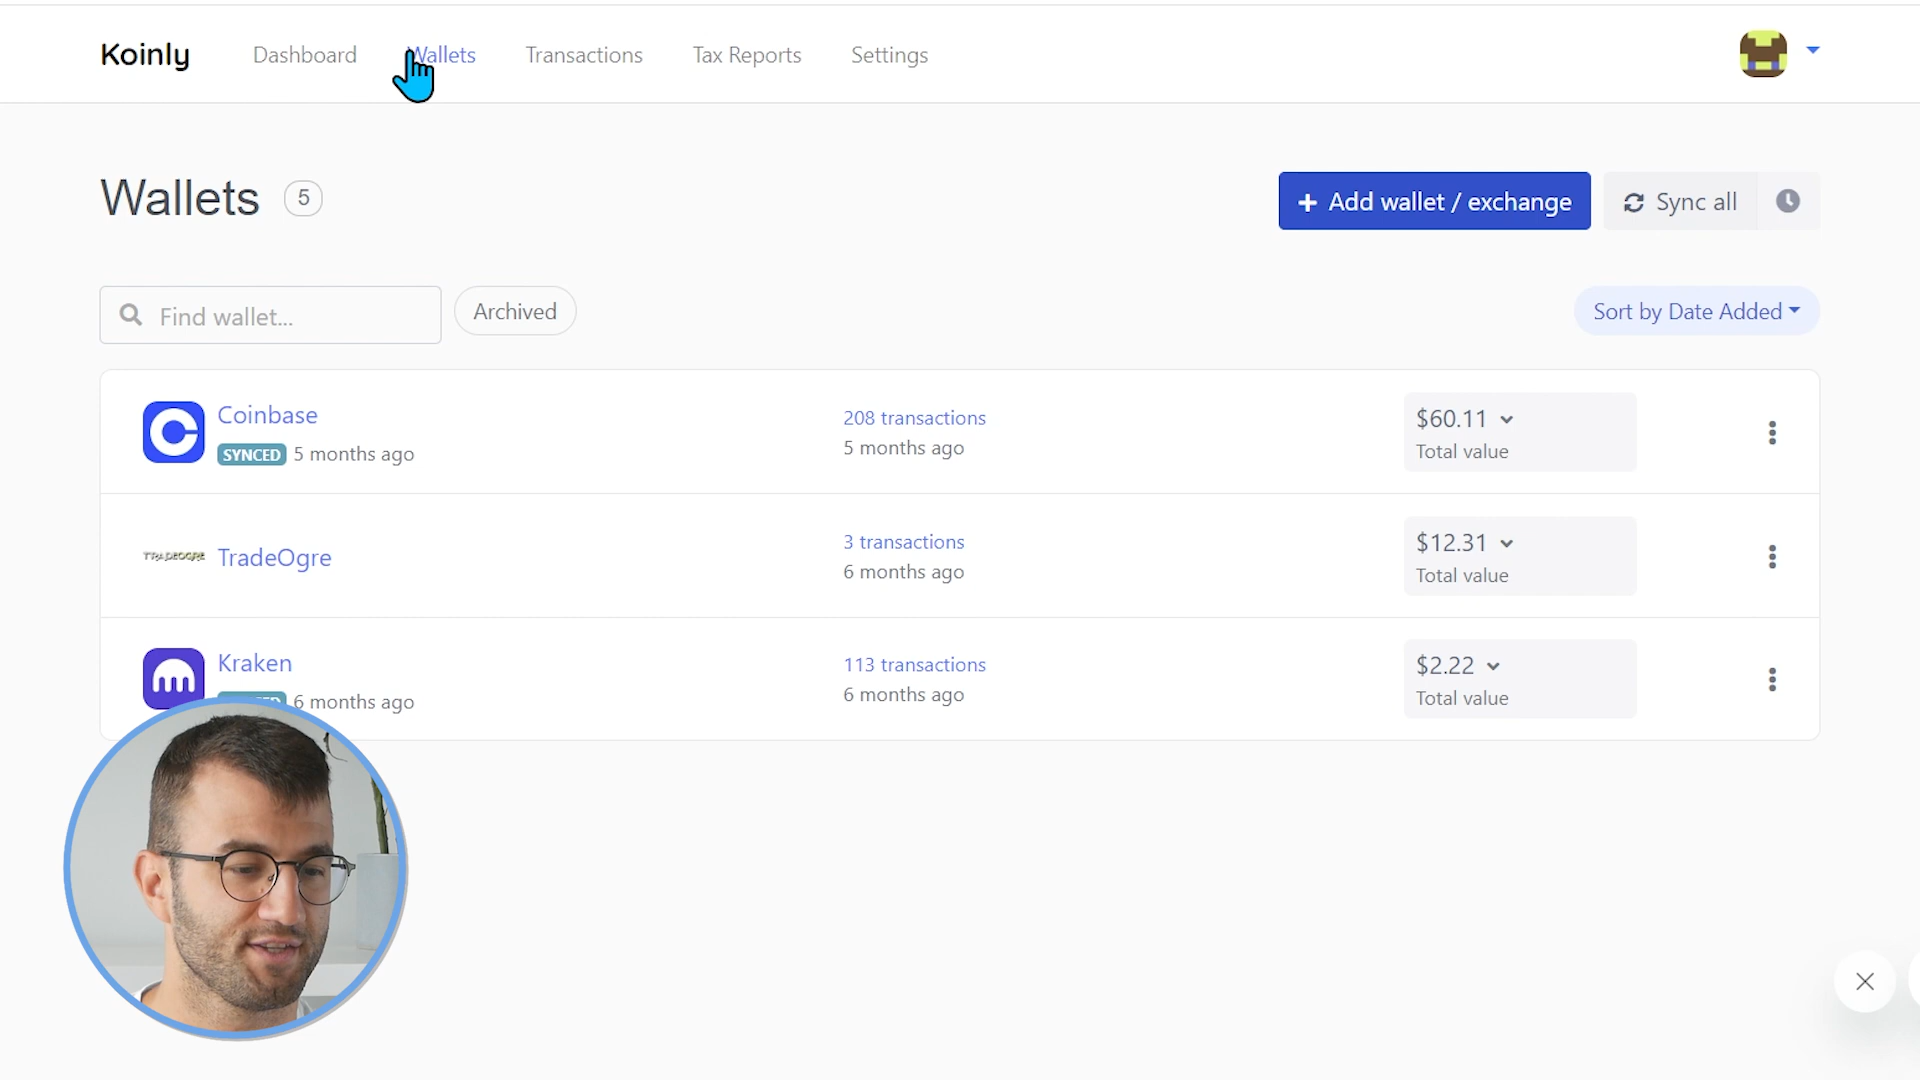 Koinly Dashboard Wallets Transactions Tax Reports Settings
Wallets 5
+ Add wallet / exchange Sync all
Find wallet... Archived Sort by Date Added
Coinbase 208 transactions $60.11
SYNCED 5 months ago 5 months ago Total value
TRADEOGRE TradeOgre 3 transactions $12.31
6 months ago Total value
Kraken 113 transactions $2.22
6 months ago 6 months ago Total value